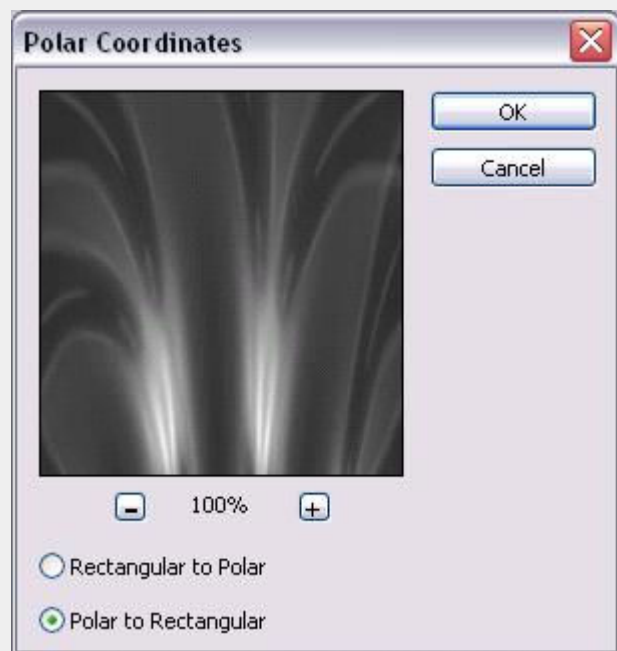 Polar Coordinates
OK
Cancel
- 100% +
Rectangular to Polar
Polar to Rectangular